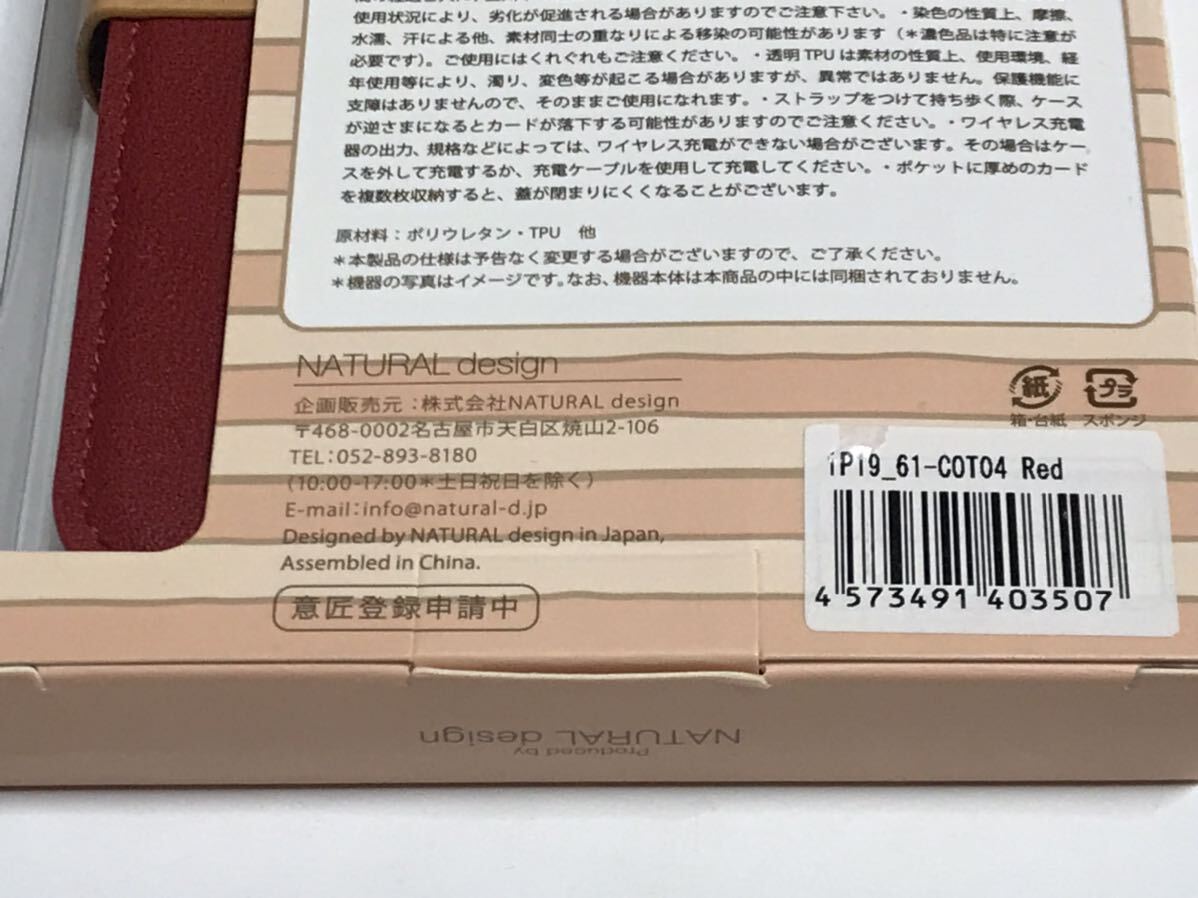 使用状況により、劣化が促進される場合がありますのでご注意下さい。・染色の性質上、摩擦、
水濡、汗による他、素材同士の重なりによる移染の可能性があります（＊濃色品は特に注意が
必要です）。ご使用にはくれぐれもご注意ください。・透明TPUは素材の性質上、使用環境、経
年使用等により、濁り、変色等が起こる場合がありますが、異常ではありません。保護機能に
支障はありませんので、そのままご使用になれます。・ストラップをつけて持ち歩く際、ケース
が逆さまになるとカードが落下する可能性がありますのでご注意ください。・ワイヤレス充電
器の出力、規格などによっては、ワイヤレス充電ができない場合がございます。その場合はケー
スを外して充電するか、充電ケーブルを使用して充電してください。・ポケットに厚めのカード
を複数枚収納すると、蓋が閉まりにくくなることがございます。
原材料：ポリウレタン・TPU　他
＊本製品の仕様は予告なく変更する場合がございますので、ご了承ください。
＊機器の写真はイメージです。なお、機器本体は本商品の中には同梱されておりません。
NATURAL design
企画販売元：株式会社NATURAL design
〒468-0002名古屋市天白区焼山2-106
TEL:052-893-8180
(10:00-17:00＊土日祝日を除く)
E-mail:info@natural-d.jp
Designed by NATURAL design in Japan,
Assembled in China.
意匠登録申請中
紙
箱・台紙
プラ
スポンジ
iP19_61-COT04 Red
4 573491 403507
Produced by
NATURAL design